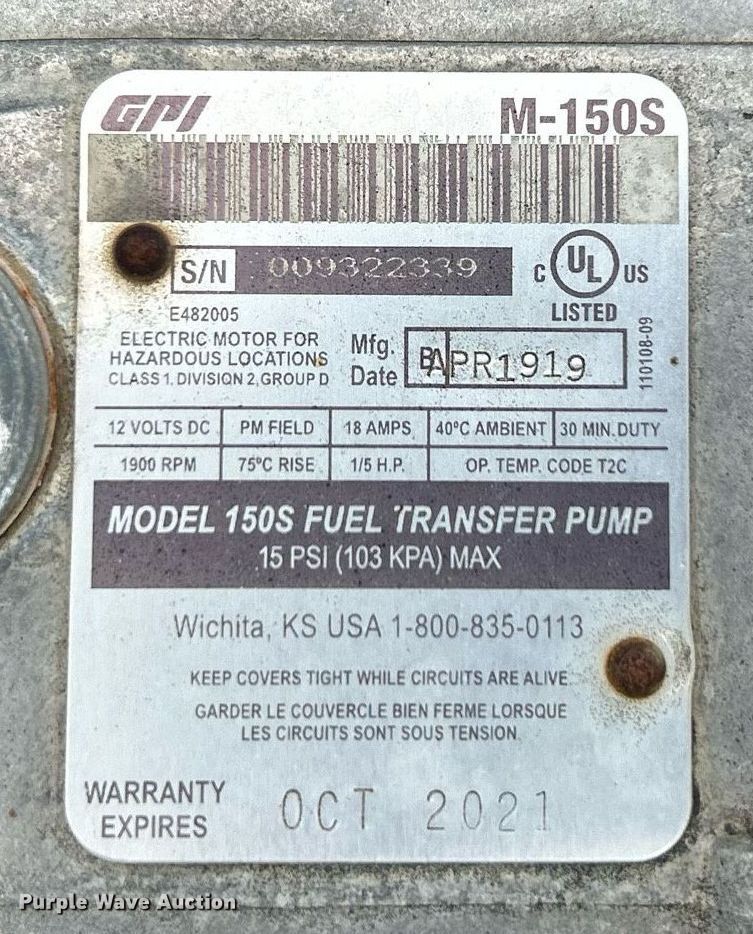 GPI M-150S
S/N 009322339
C UL US
LISTED
E482005
ELECTRIC MOTOR FOR
HAZARDOUS LOCATIONS
CLASS 1, DIVISION 2, GROUP D
Mfg.
Date
B APR1919
110108-09
12 VOLTS DC PM FIELD 18 AMPS 40°C AMBIENT 30 MIN. DUTY
1900 RPM 75°C RISE 1/5 H.P. OP. TEMP. CODE T2C
MODEL 150S FUEL TRANSFER PUMP
15 PSI (103 KPA) MAX
Wichita, KS USA 1-800-835-0113
KEEP COVERS TIGHT WHILE CIRCUITS ARE ALIVE.
GARDER LE COUVERCLE BIEN FERME LORSQUE
LES CIRCUITS SONT SOUS TENSION.
WARRANTY
EXPIRES
OCT 2021
Purple Wave Auction